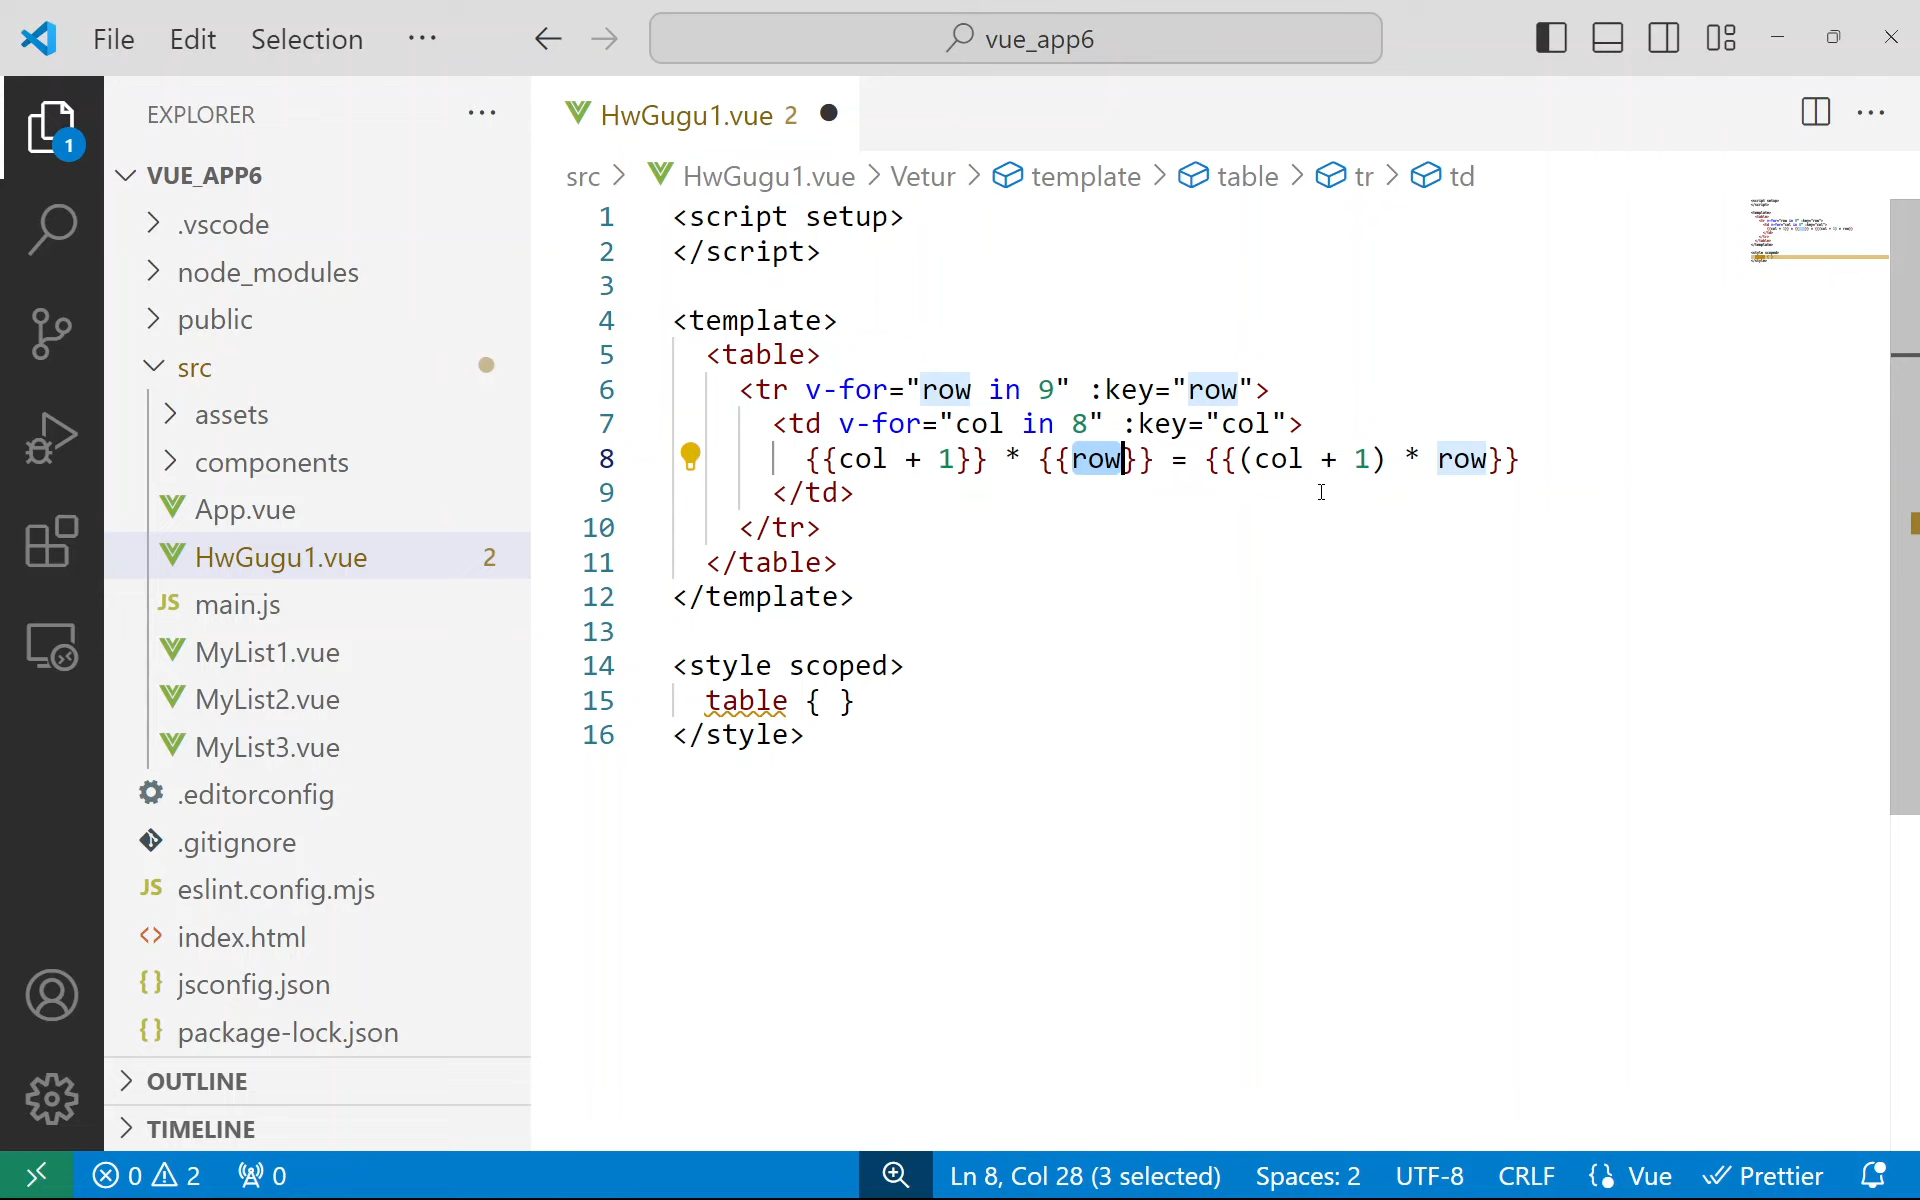 File Edit Selection ··· vue_app6
EXPLORER ···
1
VUE_APP6
.vscode
node_modules
public
src
assets
components
App.vue
HwGugu1.vue 2
JS main.js
MyList1.vue
MyList2.vue
MyList3.vue
.editorconfig
.gitignore
JS eslint.config.mjs
<> index.html
{} jsconfig.json
{} package-lock.json
OUTLINE
TIMELINE
HwGugu1.vue 2 ●
src > HwGugu1.vue > Vetur > template > table > tr > td
1 <script setup>
2 </script>
3
4 <template>
5 <table>
6 <tr v-for="row in 9" :key="row">
7 <td v-for="col in 8" :key="col">
8 {{col + 1}} * {{row}} = {{(col + 1) * row}}
9 </td>
10 </tr>
11 </table>
12 </template>
13
14 <style scoped>
15 table { }
16 </style>
0 2 0 Ln 8, Col 28 (3 selected) Spaces: 2 UTF-8 CRLF {} Vue Prettier